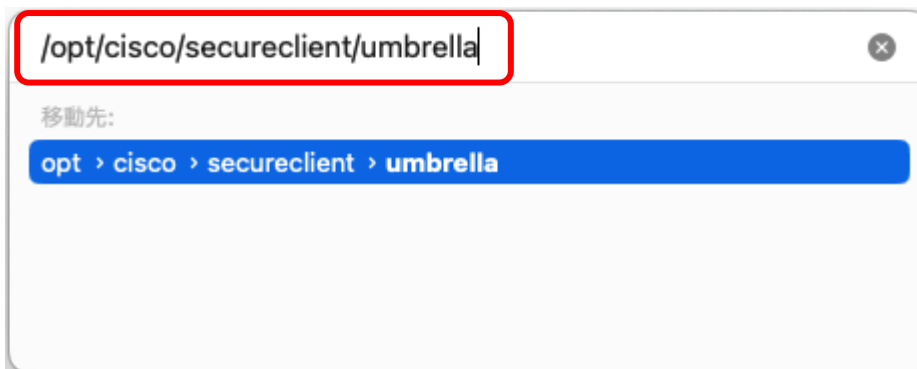 /opt/cisco/secureclient/umbrella
移動先:
opt › cisco › secureclient › umbrella